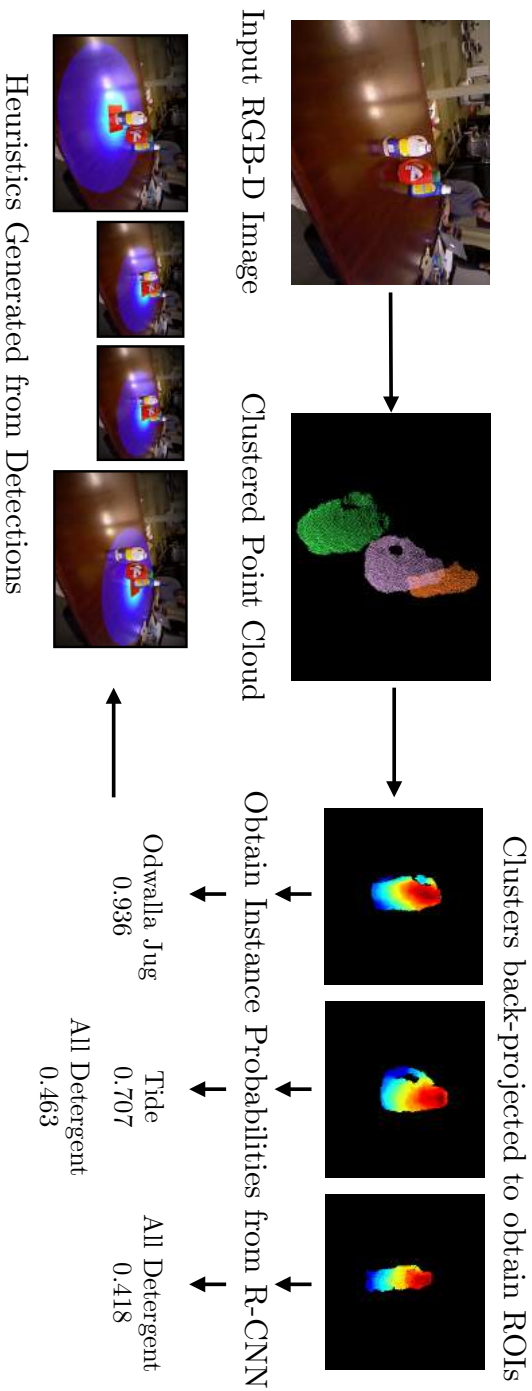 Input RGB-D Image
Clustered Point Cloud
Clusters back-projected to obtain ROIs
Obtain Instance Probabilities from R-CNN
Odwalla Jug
0.936
Tide
0.707
All Detergent
0.463
All Detergent
0.418
Heuristics Generated from Detections